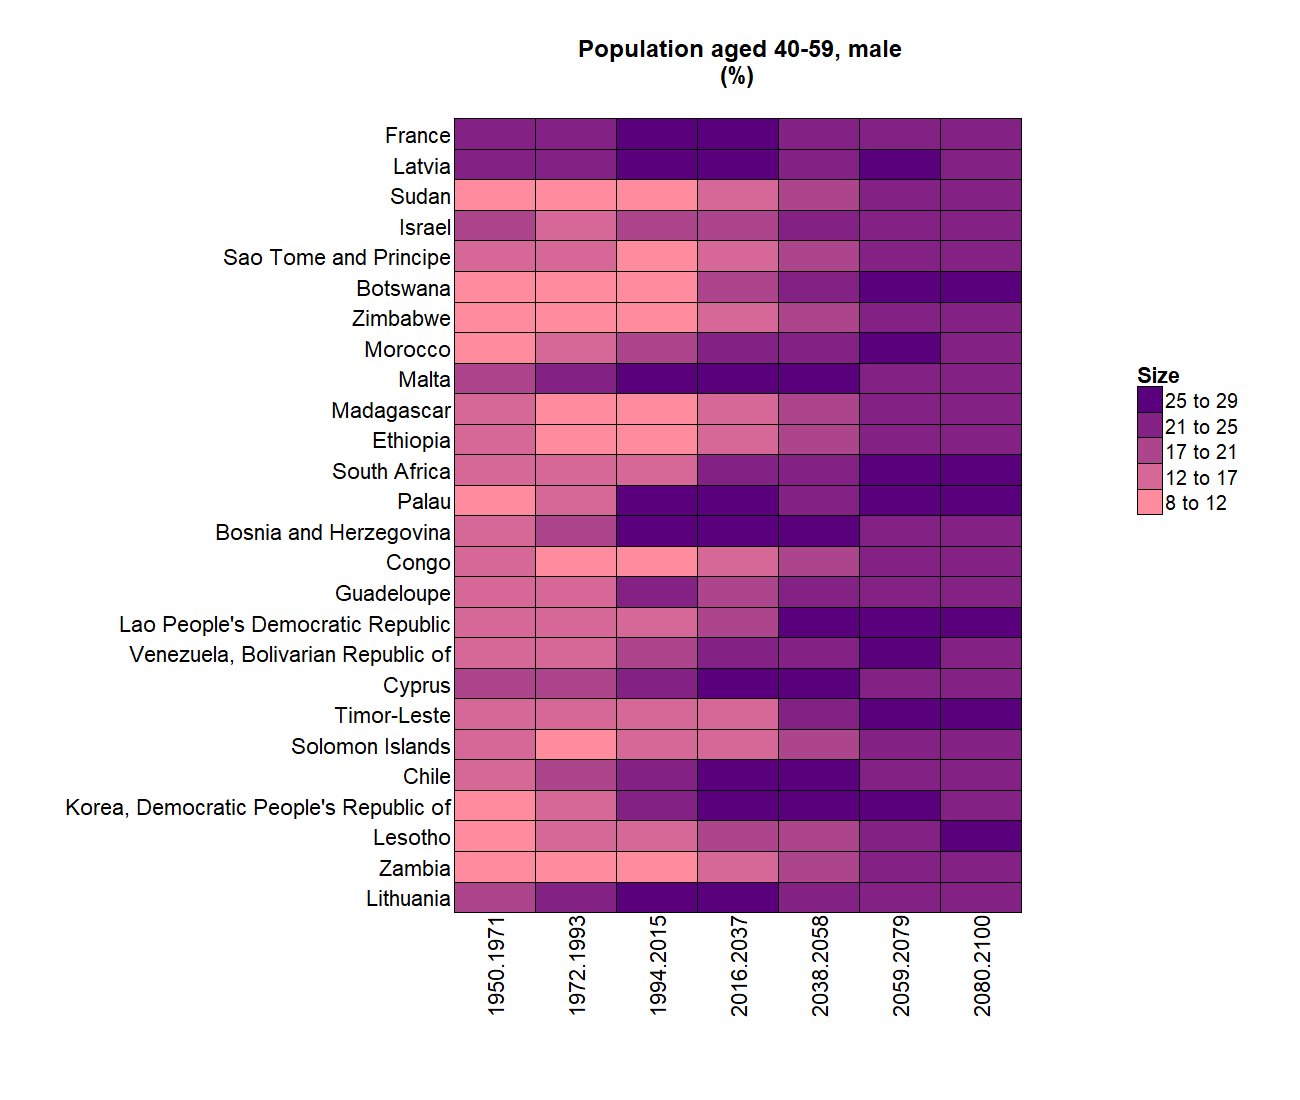 Population aged 40-59, male
(%)
France
Latvia
Sudan
Israel
Sao Tome and Principe
Botswana
Zimbabwe
Morocco
Malta
Madagascar
Ethiopia
South Africa
Palau
Bosnia and Herzegovina
Congo
Guadeloupe
Lao People's Democratic Republic
Venezuela, Bolivarian Republic of
Cyprus
Timor-Leste
Solomon Islands
Chile
Korea, Democratic People's Republic of
Lesotho
Zambia
Lithuania
1950.1971
1972.1993
1994.2015
2016.2037
2038.2058
2059.2079
2080.2100
Size
25 to 29
21 to 25
17 to 21
12 to 17
8 to 12